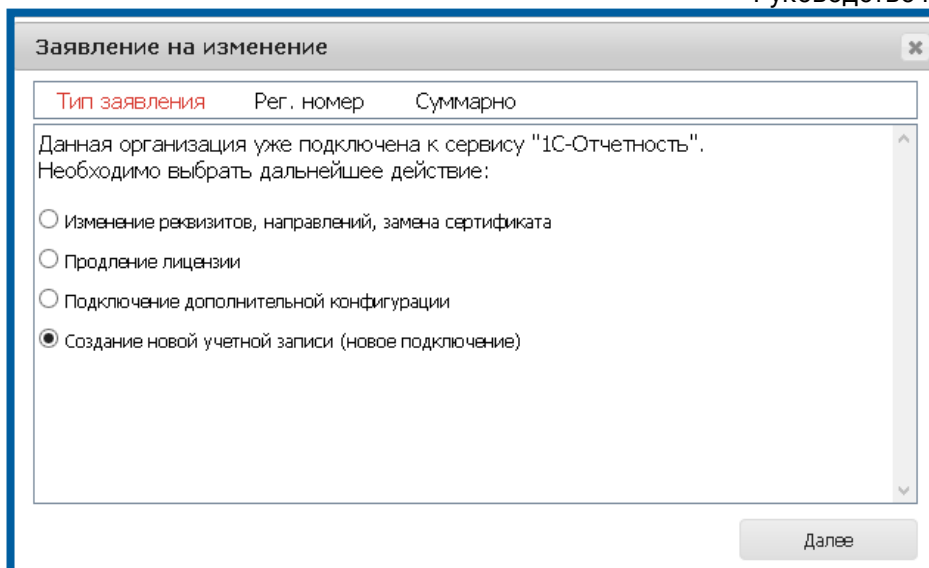 Заявление на изменение
Тип заявления Рег. номер Суммарно
Данная организация уже подключена к сервису "1С-Отчетность".
Необходимо выбрать дальнейшее действие:
Изменение реквизитов, направлений, замена сертификата
Продление лицензии
Подключение дополнительной конфигурации
Создание новой учетной записи (новое подключение)
Далее